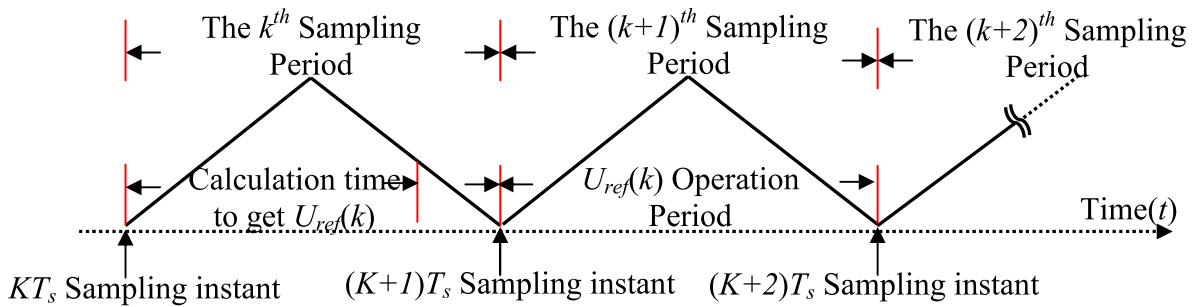 The k^th Sampling
Period
The (k+1)^th Sampling
Period
The (k+2)^th Sampling
Period
Calculation time
to get U_ref(k)
U_ref(k) Operation
Period
Time(t)
KT_s Sampling instant
(K+1)T_s Sampling instant
(K+2)T_s Sampling instant